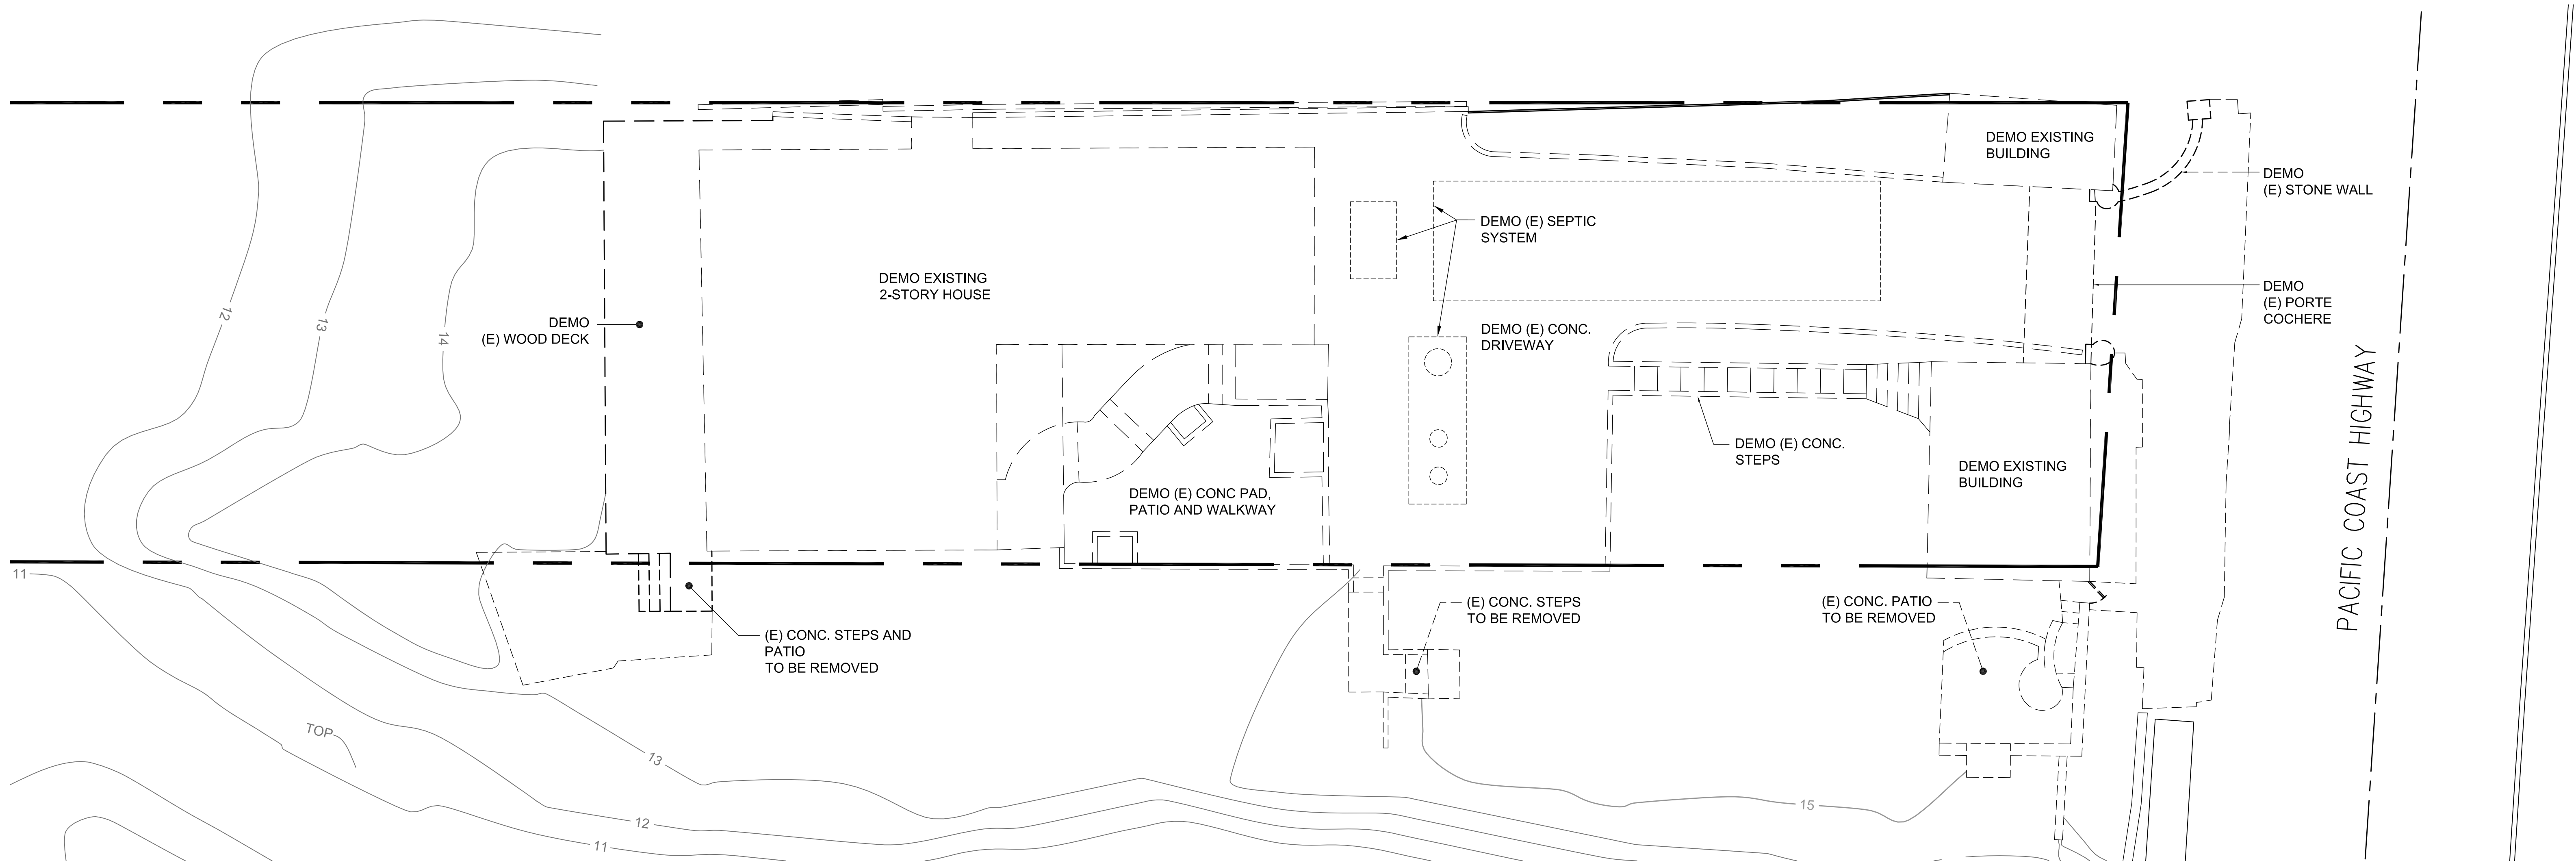 DEMO EXISTING
BUILDING
DEMO
(E) STONE WALL
DEMO (E) SEPTIC
SYSTEM
DEMO EXISTING
2-STORY HOUSE
DEMO
(E) PORTE
COCHERE
12
13
14
DEMO
(E) WOOD DECK
DEMO (E) CONC.
DRIVEWAY
PACIFIC COAST HIGHWAY
DEMO (E) CONC.
STEPS
DEMO EXISTING
BUILDING
DEMO (E) CONC PAD,
PATIO AND WALKWAY
11
(E) CONC. STEPS
TO BE REMOVED
(E) CONC. PATIO
TO BE REMOVED
(E) CONC. STEPS AND
PATIO
TO BE REMOVED
TOP
13
15
12
11